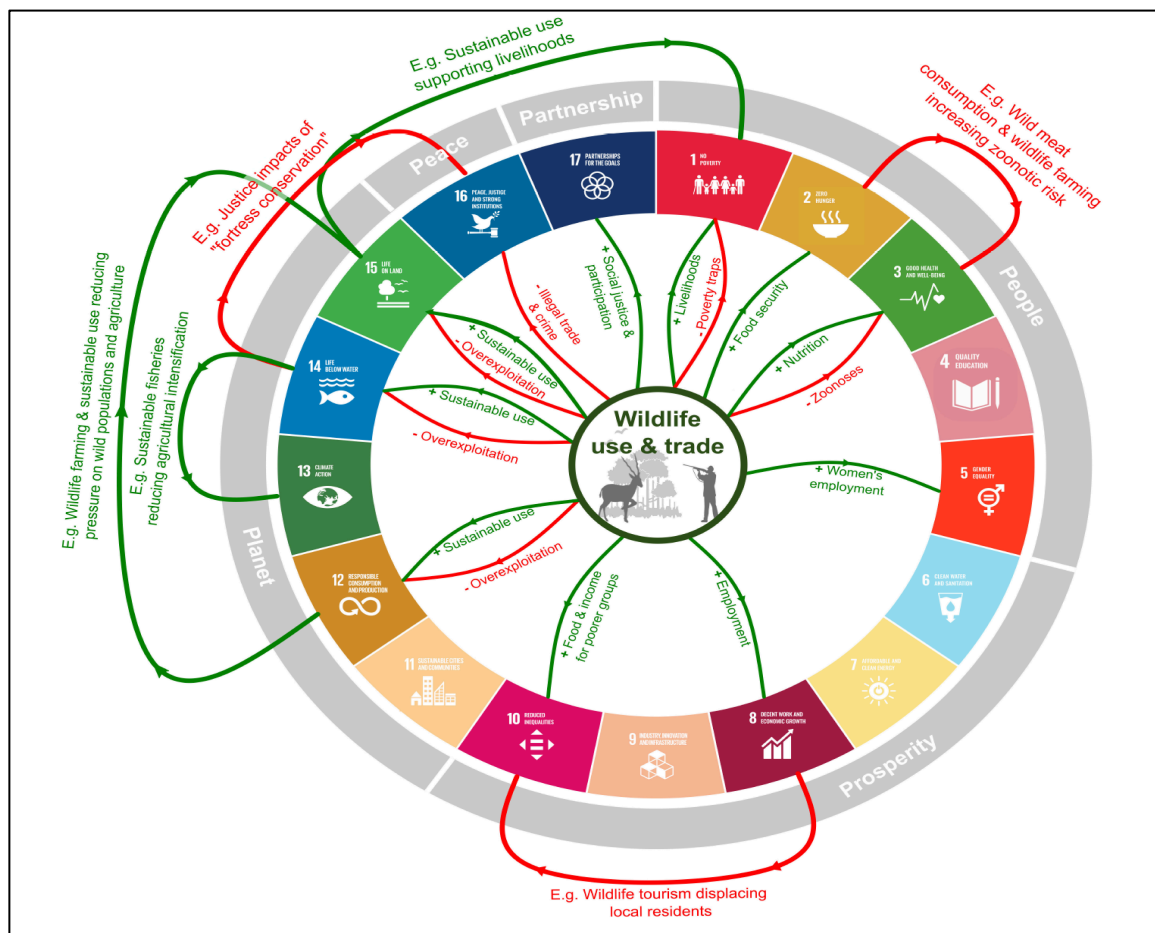 E.g. Sustainable use
supporting livelihoods
E.g. Wild meat
consumption & wildlife farming
increasing zoonotic risk
E.g. Justice impacts of
"fortress conservation"
E.g. Wildlife farming & sustainable use reducing
pressure on wild populations and agriculture
E.g. Sustainable fisheries
reducing agricultural intensification
E.g. Wildlife tourism displacing
local residents
Partnership
Peace
People
Planet
Prosperity
1 NO
POVERTY
2 ZERO
HUNGER
3 GOOD HEALTH
AND WELL-BEING
4 QUALITY
EDUCATION
5 GENDER
EQUALITY
6 CLEAN WATER
AND SANITATION
7 AFFORDABLE AND
CLEAN ENERGY
8 DECENT WORK AND
ECONOMIC GROWTH
9 INDUSTRY, INNOVATION
AND INFRASTRUCTURE
10 REDUCED
INEQUALITIES
11 SUSTAINABLE CITIES
AND COMMUNITIES
12 RESPONSIBLE
CONSUMPTION
AND PRODUCTION
13 CLIMATE
ACTION
14 LIFE
BELOW WATER
15 LIFE
ON LAND
16 PEACE, JUSTICE
AND STRONG
INSTITUTIONS
17 PARTNERSHIPS
FOR THE GOALS
Wildlife
use & trade
+ Social justice &
participation
+ Livelihoods
- Poverty traps
+ Food security
+ Nutrition
- Zoonoses
+ Women's
employment
+ Employment
+ Food & income
for poorer groups
+ Sustainable use
- Overexploitation
+ Sustainable use
- Overexploitation
+ Sustainable use
- Overexploitation
- Illegal trade
& crime